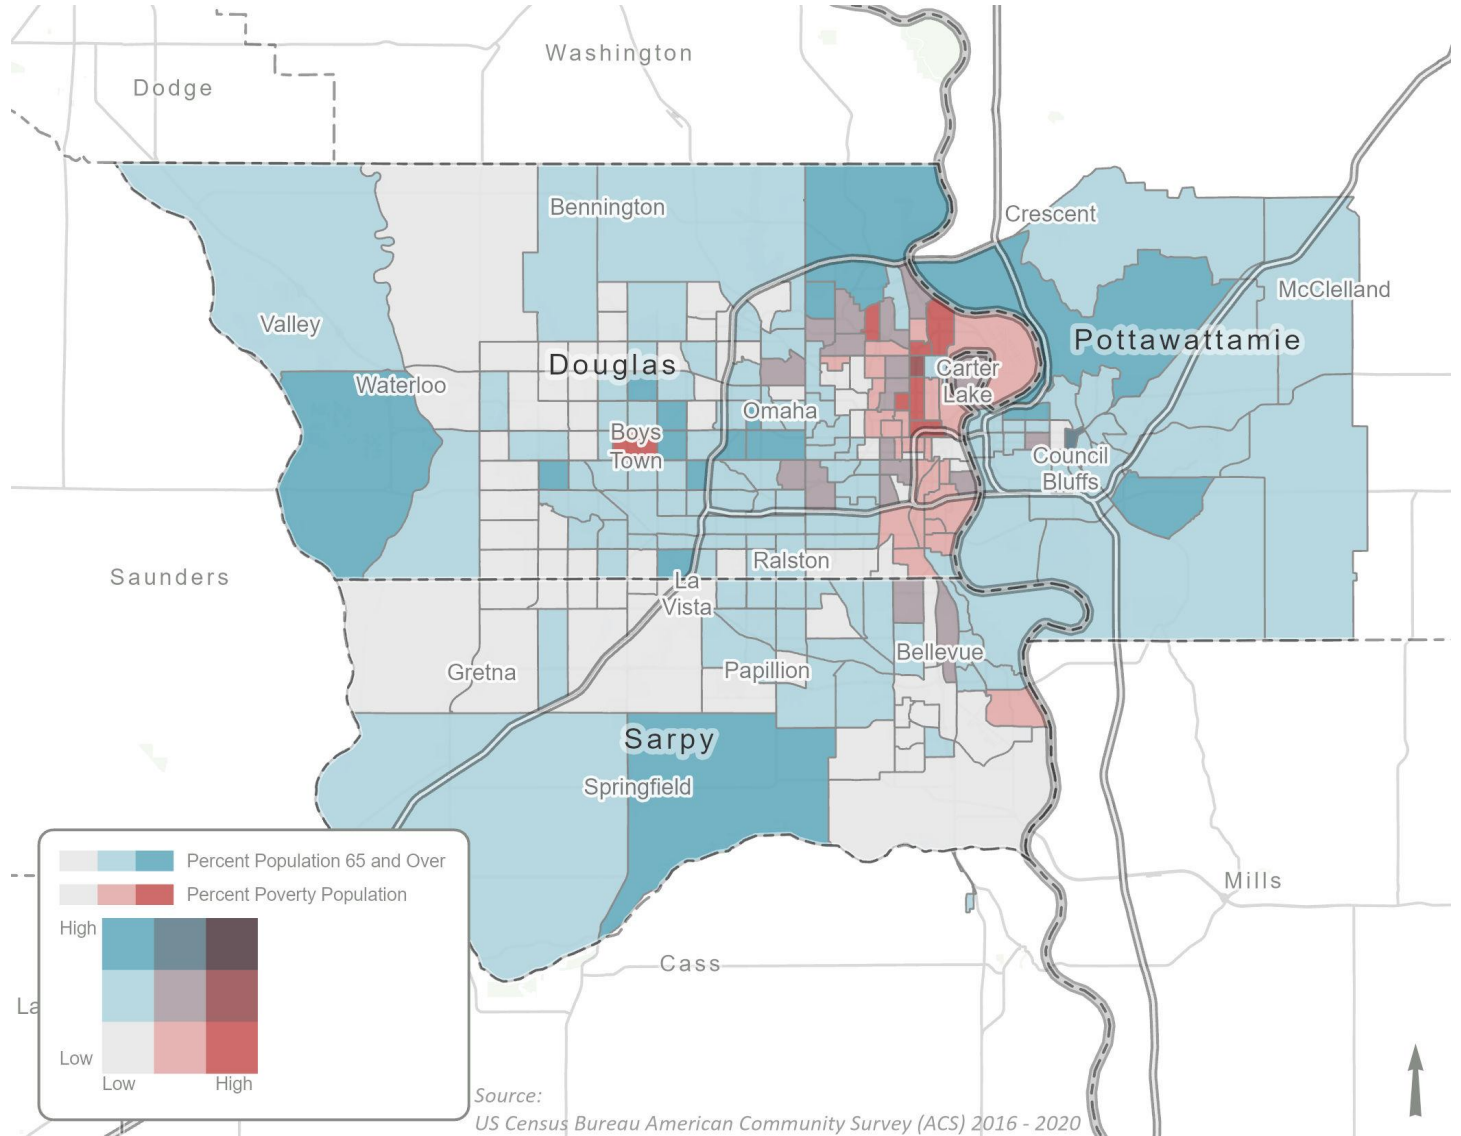 Washington
Dodge
Bennington
Crescent
McClelland
Valley
Pottawattamie
Douglas
Waterloo
Carter
Lake
Omaha
Boys
Town
Council
Bluffs
Ralston
Saunders
La
Vista
Bellevue
Gretna
Papillion
Sarpy
Springfield
Percent Population 65 and Over
Percent Poverty Population
Mills
High
Cass
La
Low
Low High
Source:
US Census Bureau American Community Survey (ACS) 2016 - 2020